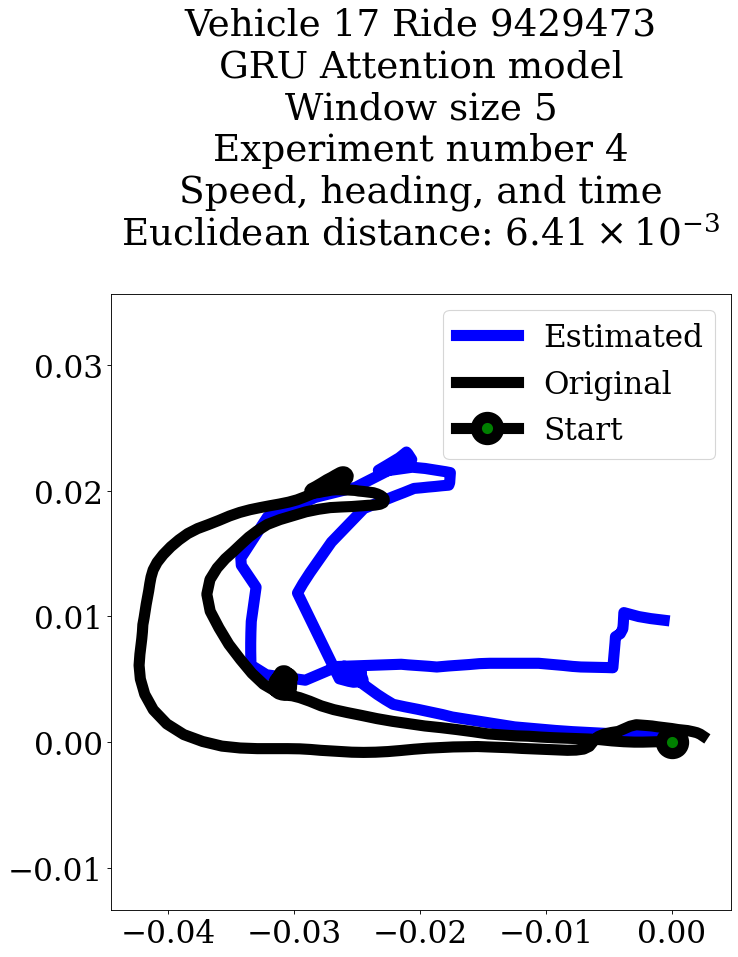 Vehicle 17 Ride 9429473
GRU Attention model
Window size 5
Experiment number 4
Speed, heading, and time
Euclidean distance: 6.41 × 10⁻³
Estimated
Original
Start
0.03
0.02
0.01
0.00
−0.01
−0.04 −0.03 −0.02 −0.01 0.00